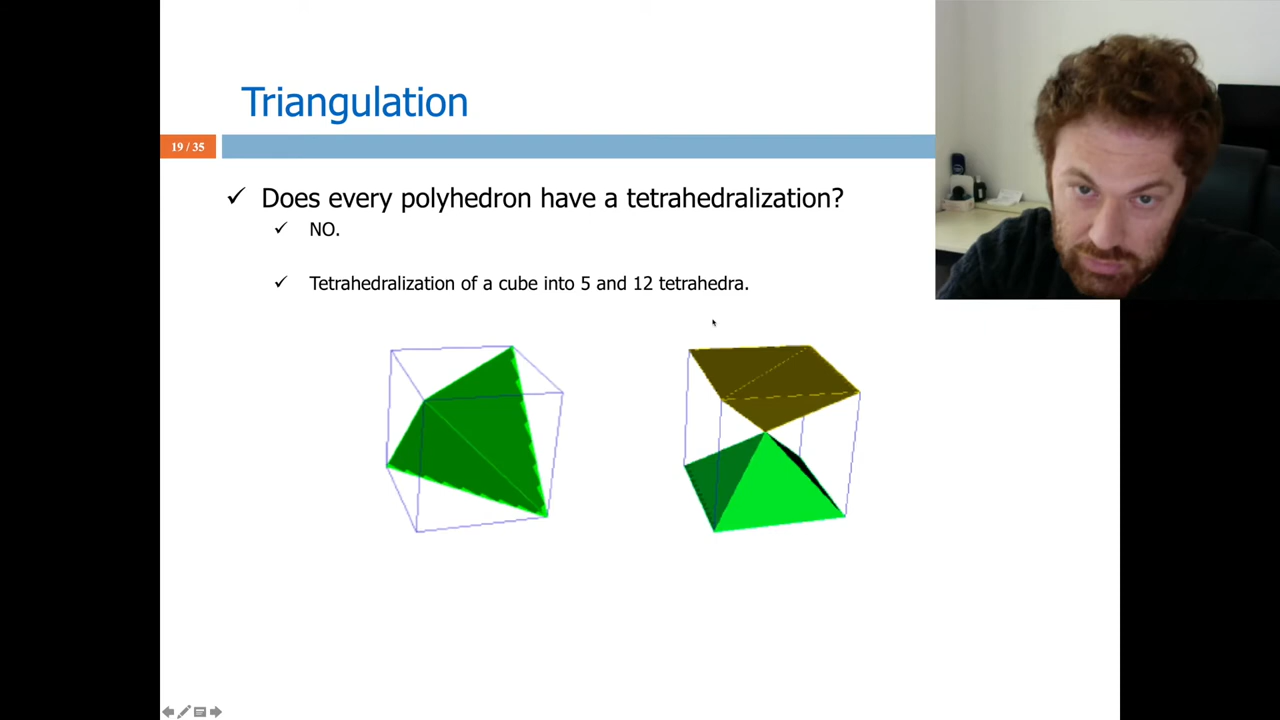 Triangulation
19 / 35
Does every polyhedron have a tetrahedralization?
NO.
Tetrahedralization of a cube into 5 and 12 tetrahedra.